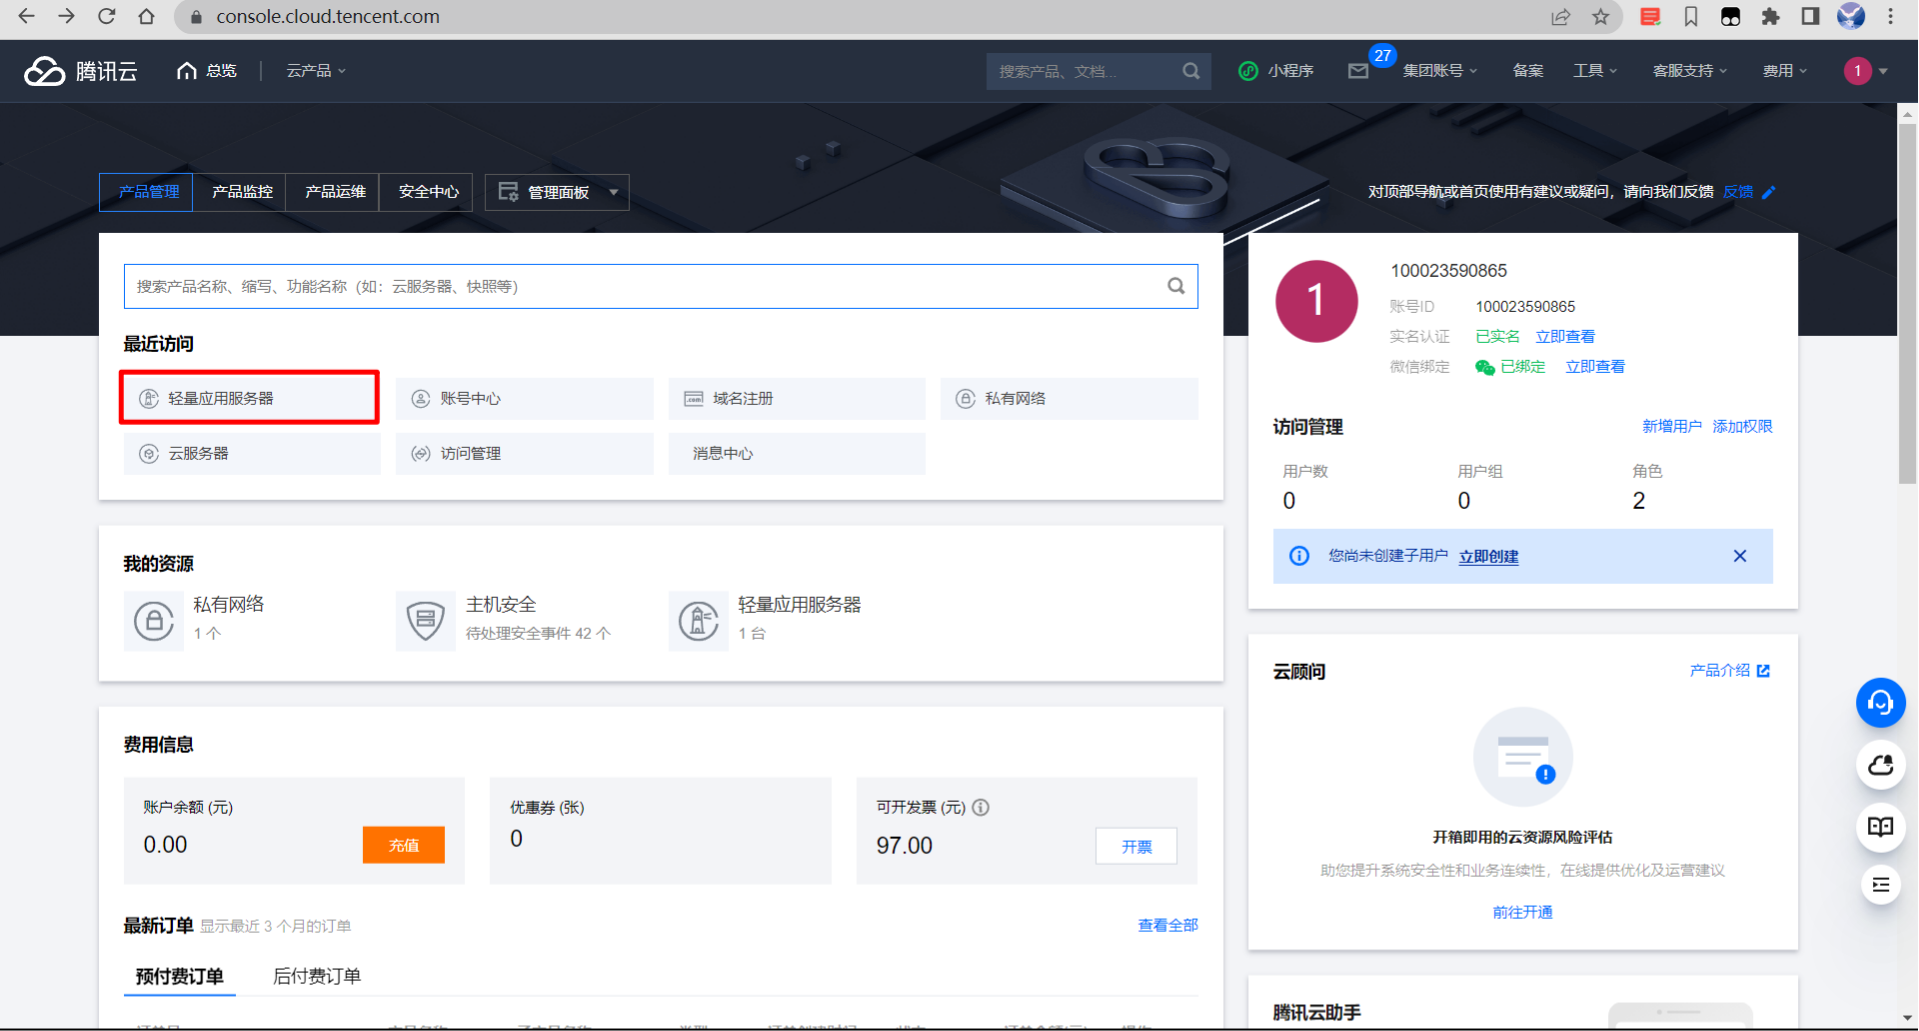 console.cloud.tencent.com
腾讯云
总览
云产品
搜索产品、文档...
小程序
27
集团账号
备案
工具
客服支持
费用
1
产品管理
产品监控
产品运维
安全中心
管理面板
对顶部导航或首页使用有建议或疑问，请向我们反馈 反馈
搜索产品名称、缩写、功能名称（如：云服务器、快照等）
最近访问
轻量应用服务器
账号中心
域名注册
私有网络
云服务器
访问管理
消息中心
我的资源
私有网络
1 个
主机安全
待处理安全事件 42 个
轻量应用服务器
1 台
费用信息
账户余额 (元)
0.00
充值
优惠券 (张)
0
可开发票 (元)
97.00
开票
最新订单 显示最近 3 个月的订单
查看全部
预付费订单
后付费订单
1
100023590865
账号ID 100023590865
实名认证 已实名 立即查看
微信绑定 已绑定 立即查看
访问管理
新增用户 添加权限
用户数
0
用户组
0
角色
2
您尚未创建子用户 立即创建
云顾问
产品介绍
开箱即用的云资源风险评估
助您提升系统安全性和业务连续性，在线提供优化及运营建议
前往开通
腾讯云助手